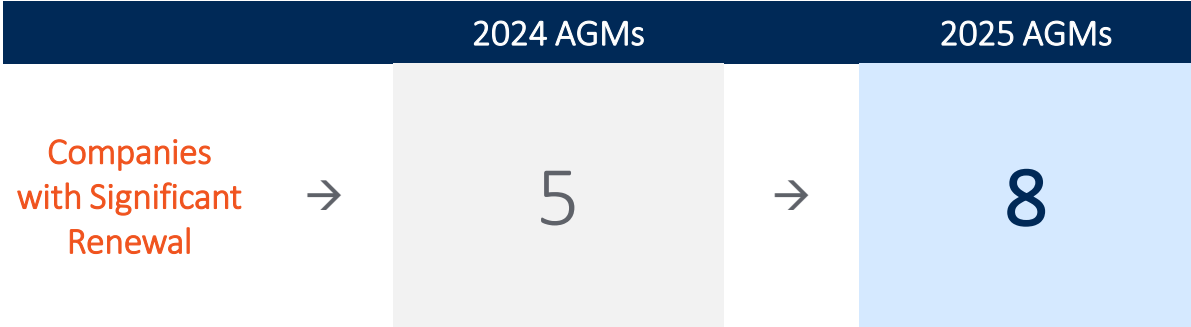 2024 AGMs
2025 AGMs
Companies
with Significant
Renewal
→
5
→
8